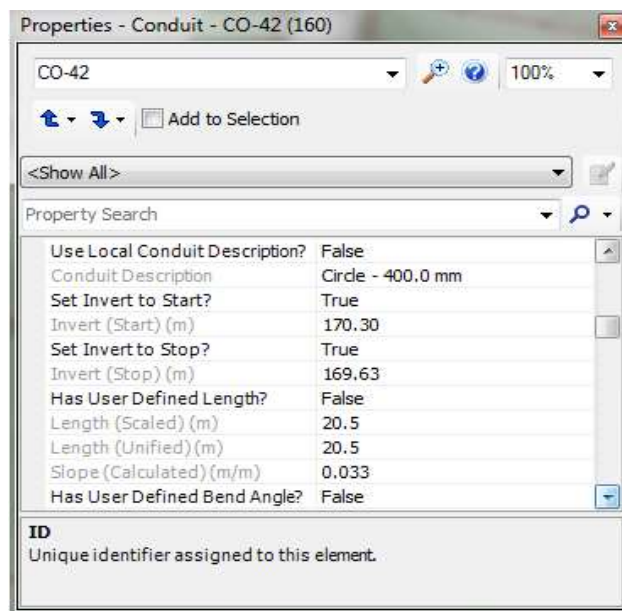 Properties - Conduit - CO-42 (160)
CO-42 100%
Add to Selection
<Show All>
Property Search
Use Local Conduit Description? False
Conduit Description Circle - 400.0 mm
Set Invert to Start? True
Invert (Start) (m) 170.30
Set Invert to Stop? True
Invert (Stop) (m) 169.63
Has User Defined Length? False
Length (Scaled) (m) 20.5
Length (Unified) (m) 20.5
Slope (Calculated) (m/m) 0.033
Has User Defined Bend Angle? False
ID
Unique identifier assigned to this element.